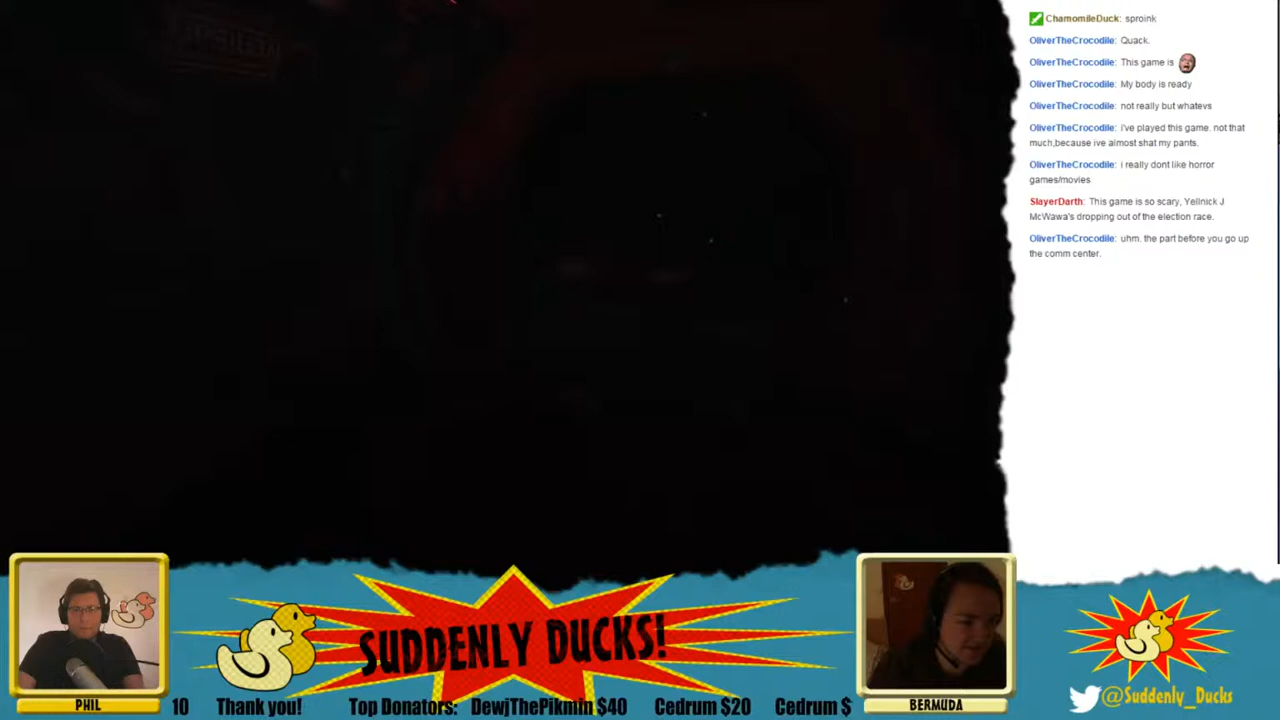 ChamomileDuck: sproink
OliverTheCrocodile: Quack.
OliverTheCrocodile: This game is
OliverTheCrocodile: My body is ready
OliverTheCrocodile: not really but whatevs
OliverTheCrocodile: i've played this game. not that
much,because ive almost shat my pants.
OliverTheCrocodile: i really dont like horror
games/movies
SlayerDarth: This game is so scary, Yellnick J
McWawa's dropping out of the election race.
OliverTheCrocodile: uhm. the part before you go up
the comm center.
SUDDENLY DUCKS!
PHIL
BERMUDA
10 Thank you! Top Donators: DewjThePikmin $40 Cedrum $20 Cedrum $
@Suddenly_Ducks